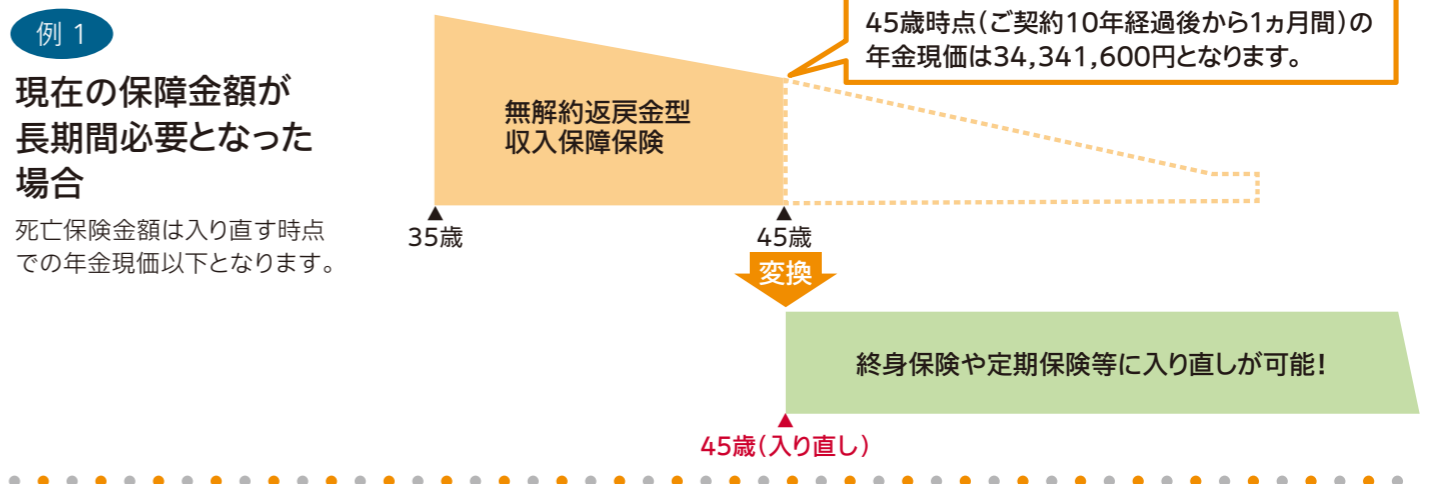 例 1
現在の保障金額が
長期間必要となった
場合
死亡保険金額は入り直す時点
での年金現価以下となります。
45歳時点(ご契約10年経過後から1ヵ月間)の
年金現価は34,341,600円となります。
無解約返戻金型
収入保障保険
35歳
45歳
変換
終身保険や定期保険等に入り直しが可能!
45歳(入り直し)